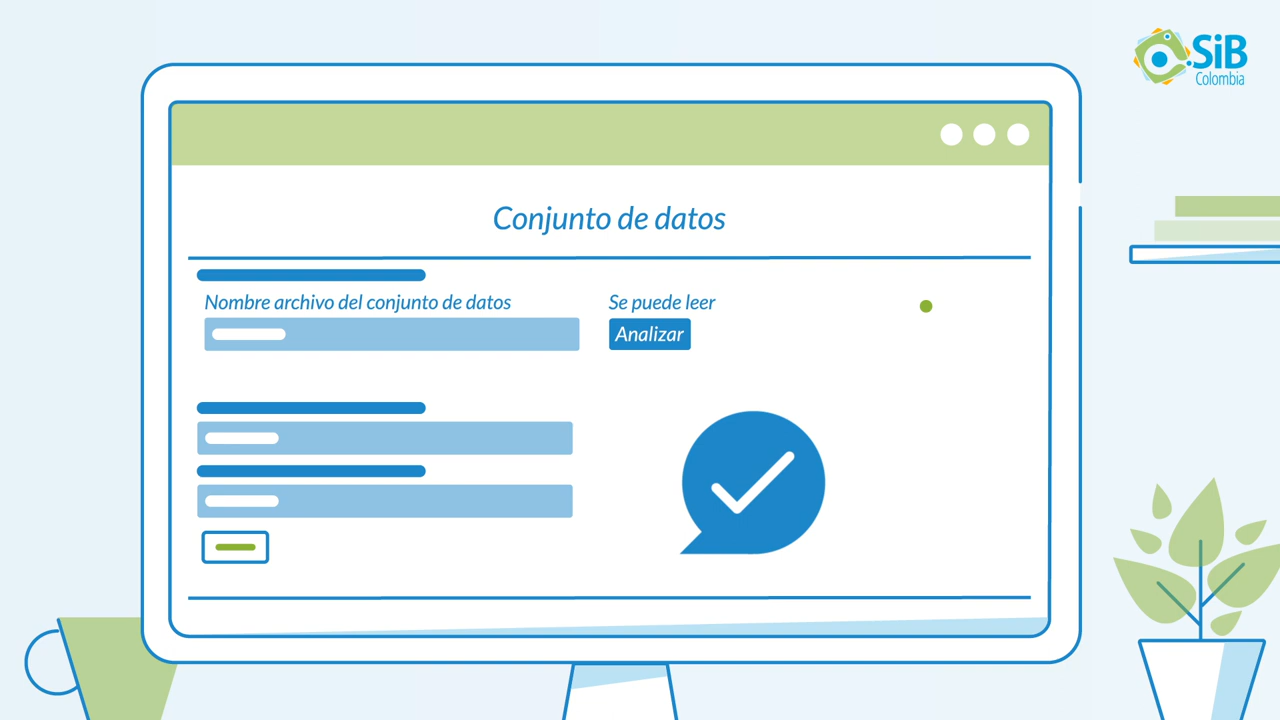 SiB
Colombia
Conjunto de datos
Nombre archivo del conjunto de datos
Se puede leer
Analizar